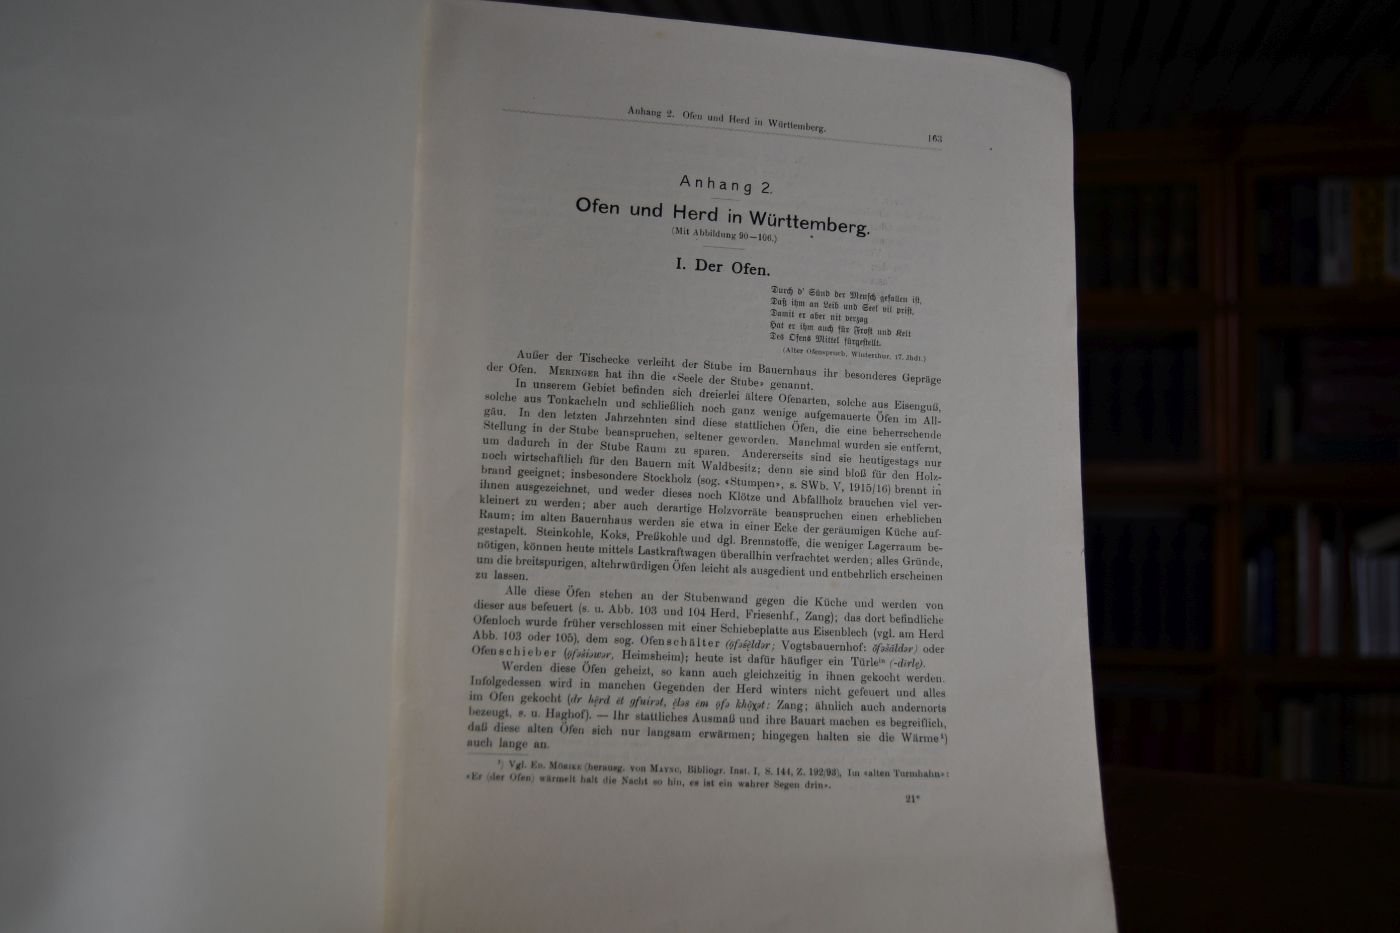 Anhang 2. Ofen und Herd in Württemberg.
163
Anhang 2.
Ofen und Herd in Württemberg.
(Mit Abbildung 90—106.)
I. Der Ofen.
Durch d' Sünd der Mensch gefallen ist,
Daß ihm an Leib und Seel vil prist.
Damit er aber nit verzag
Hat er ihm auch für Frost und Kelt
Des Ofens Mittel fürgestellt.
(Alter Ofenspruch, Winterthur, 17. Jhdt.)
Außer der Tischecke verleiht der Stube im Bauernhaus ihr besonderes Gepräge
der Ofen. MERINGER hat ihn die «Seele der Stube» genannt.
In unserem Gebiet befinden sich dreierlei ältere Ofenarten, solche aus Eisenguß,
solche aus Tonkacheln und schließlich noch ganz wenige aufgemauerte Öfen im All-
gäu. In den letzten Jahrzehnten sind diese stattlichen Öfen, die eine beherrschende
Stellung in der Stube beanspruchen, seltener geworden. Manchmal wurden sie entfernt,
um dadurch in der Stube Raum zu sparen. Andererseits sind sie heutigestags nur
noch wirtschaftlich für den Bauern mit Waldbesitz; denn sie sind bloß für den Holz-
brand geeignet; insbesondere Stockholz (sog. «Stumpen», s. SWb. V, 1915/16) brennt in
ihnen ausgezeichnet, und weder dieses noch Klötze und Abfallholz brauchen viel ver-
kleinert zu werden; aber auch derartige Holzvorräte beanspruchen einen erheblichen
Raum; im alten Bauernhaus werden sie etwa in einer Ecke der geräumigen Küche auf-
gestapelt. Steinkohle, Koks, Preßkohle und dgl. Brennstoffe, die weniger Lagerraum be-
nötigen, können heute mittels Lastkraftwagen überallhin verfrachtet werden; alles Gründe,
um die breitspurigen, altehrwürdigen Öfen leicht als ausgedient und entbehrlich erscheinen
zu lassen.
Alle diese Öfen stehen an der Stubenwand gegen die Küche und werden von
dieser aus befeuert (s. u. Abb. 103 und 104 Herd, Friesenhf., Zang); das dort befindliche
Ofenloch wurde früher verschlossen mit einer Schiebeplatte aus Eisenblech (vgl. am Herd
Abb. 103 oder 105), dem sog. Ofenschälter (ǫfəšęldər; Vogtsbauernhof: ōfəšäldər) oder
Ofenschieber (ǫfəšiəwər, Heimsheim); heute ist dafür häufiger ein Türleⁱⁿ (-dirlę).
Werden diese Öfen geheizt, so kann auch gleichzeitig in ihnen gekocht werden.
Infolgedessen wird in manchen Gegenden der Herd winters nicht gefeuert und alles
im Ofen gekocht (dr hęrd ēt gfuirət, ęləs em ǫfə khǫχət: Zang; ähnlich auch andernorts
bezeugt, s. u. Haghof). — Ihr stattliches Ausmaß und ihre Bauart machen es begreiflich,
daß diese alten Öfen sich nur langsam erwärmen; hingegen halten sie die Wärme¹)
auch lange an.
¹) Vgl. ED. MÖRIKE (herausg. von MAYNC, Bibliogr. Inst. I, S. 144, Z. 192/93), Im «alten Turmhahn»:
«Er (der Ofen) wärmelt halt die Nacht so hin, es ist ein wahrer Segen drin».
21*